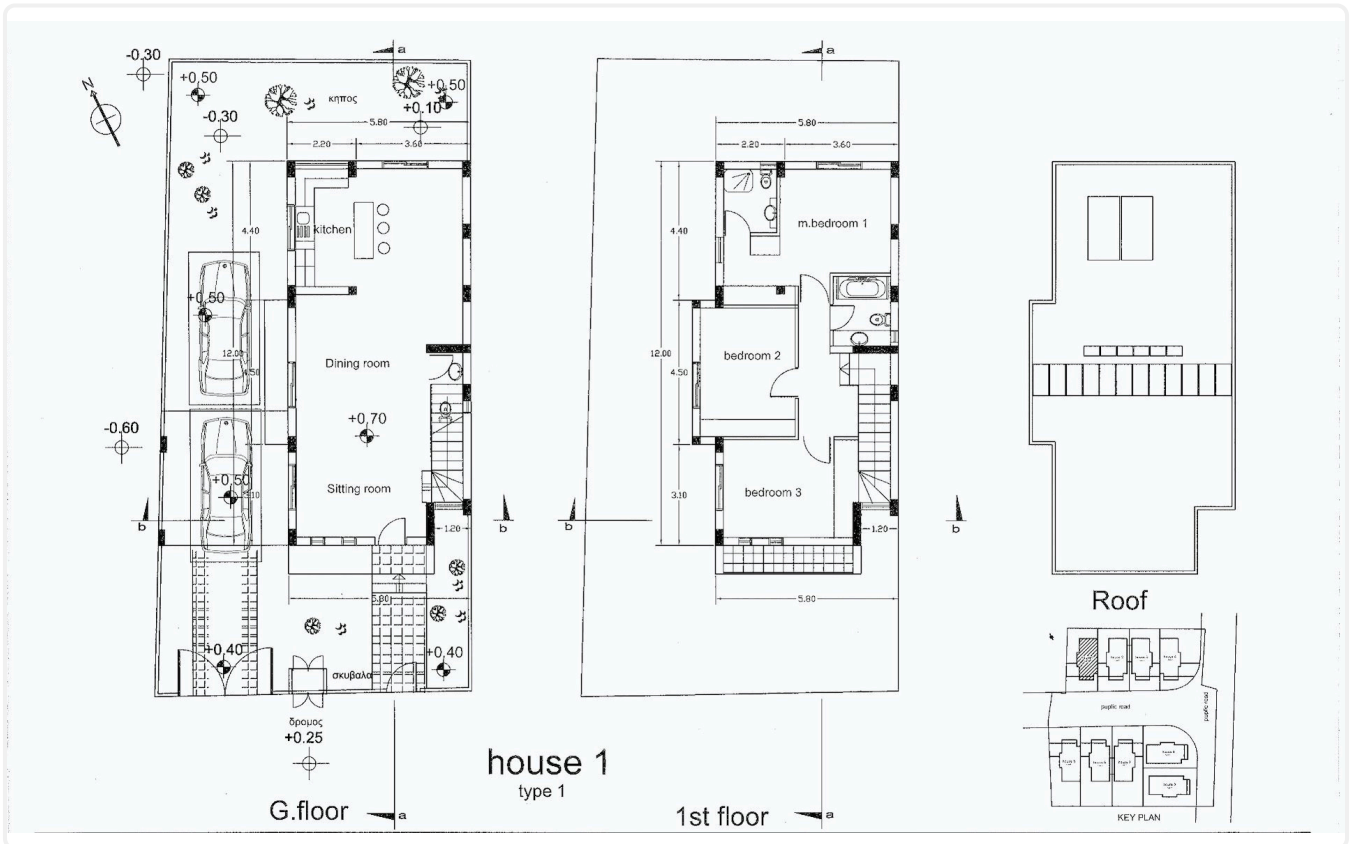 -0.30
a
N
+0,50
+0,50
κηπος
+0.10
-0.30
5.80
2.20
3.60
kitchen
4.40
+0,50
Dining room
12.00
4.50
+0,70
-0.60
+0,50
3.10
Sitting room
b
b
1.20
5.80
+0,40
+0,40
σκυβαλα
δρομος
+0.25
G.floor
a
house 1
type 1
a
5.80
2.20
3.60
m.bedroom 1
4.40
bedroom 2
12.00
4.50
bedroom 3
3.10
b
b
1.20
5.80
1st floor
a
Roof
puplic road
puplic road
KEY PLAN